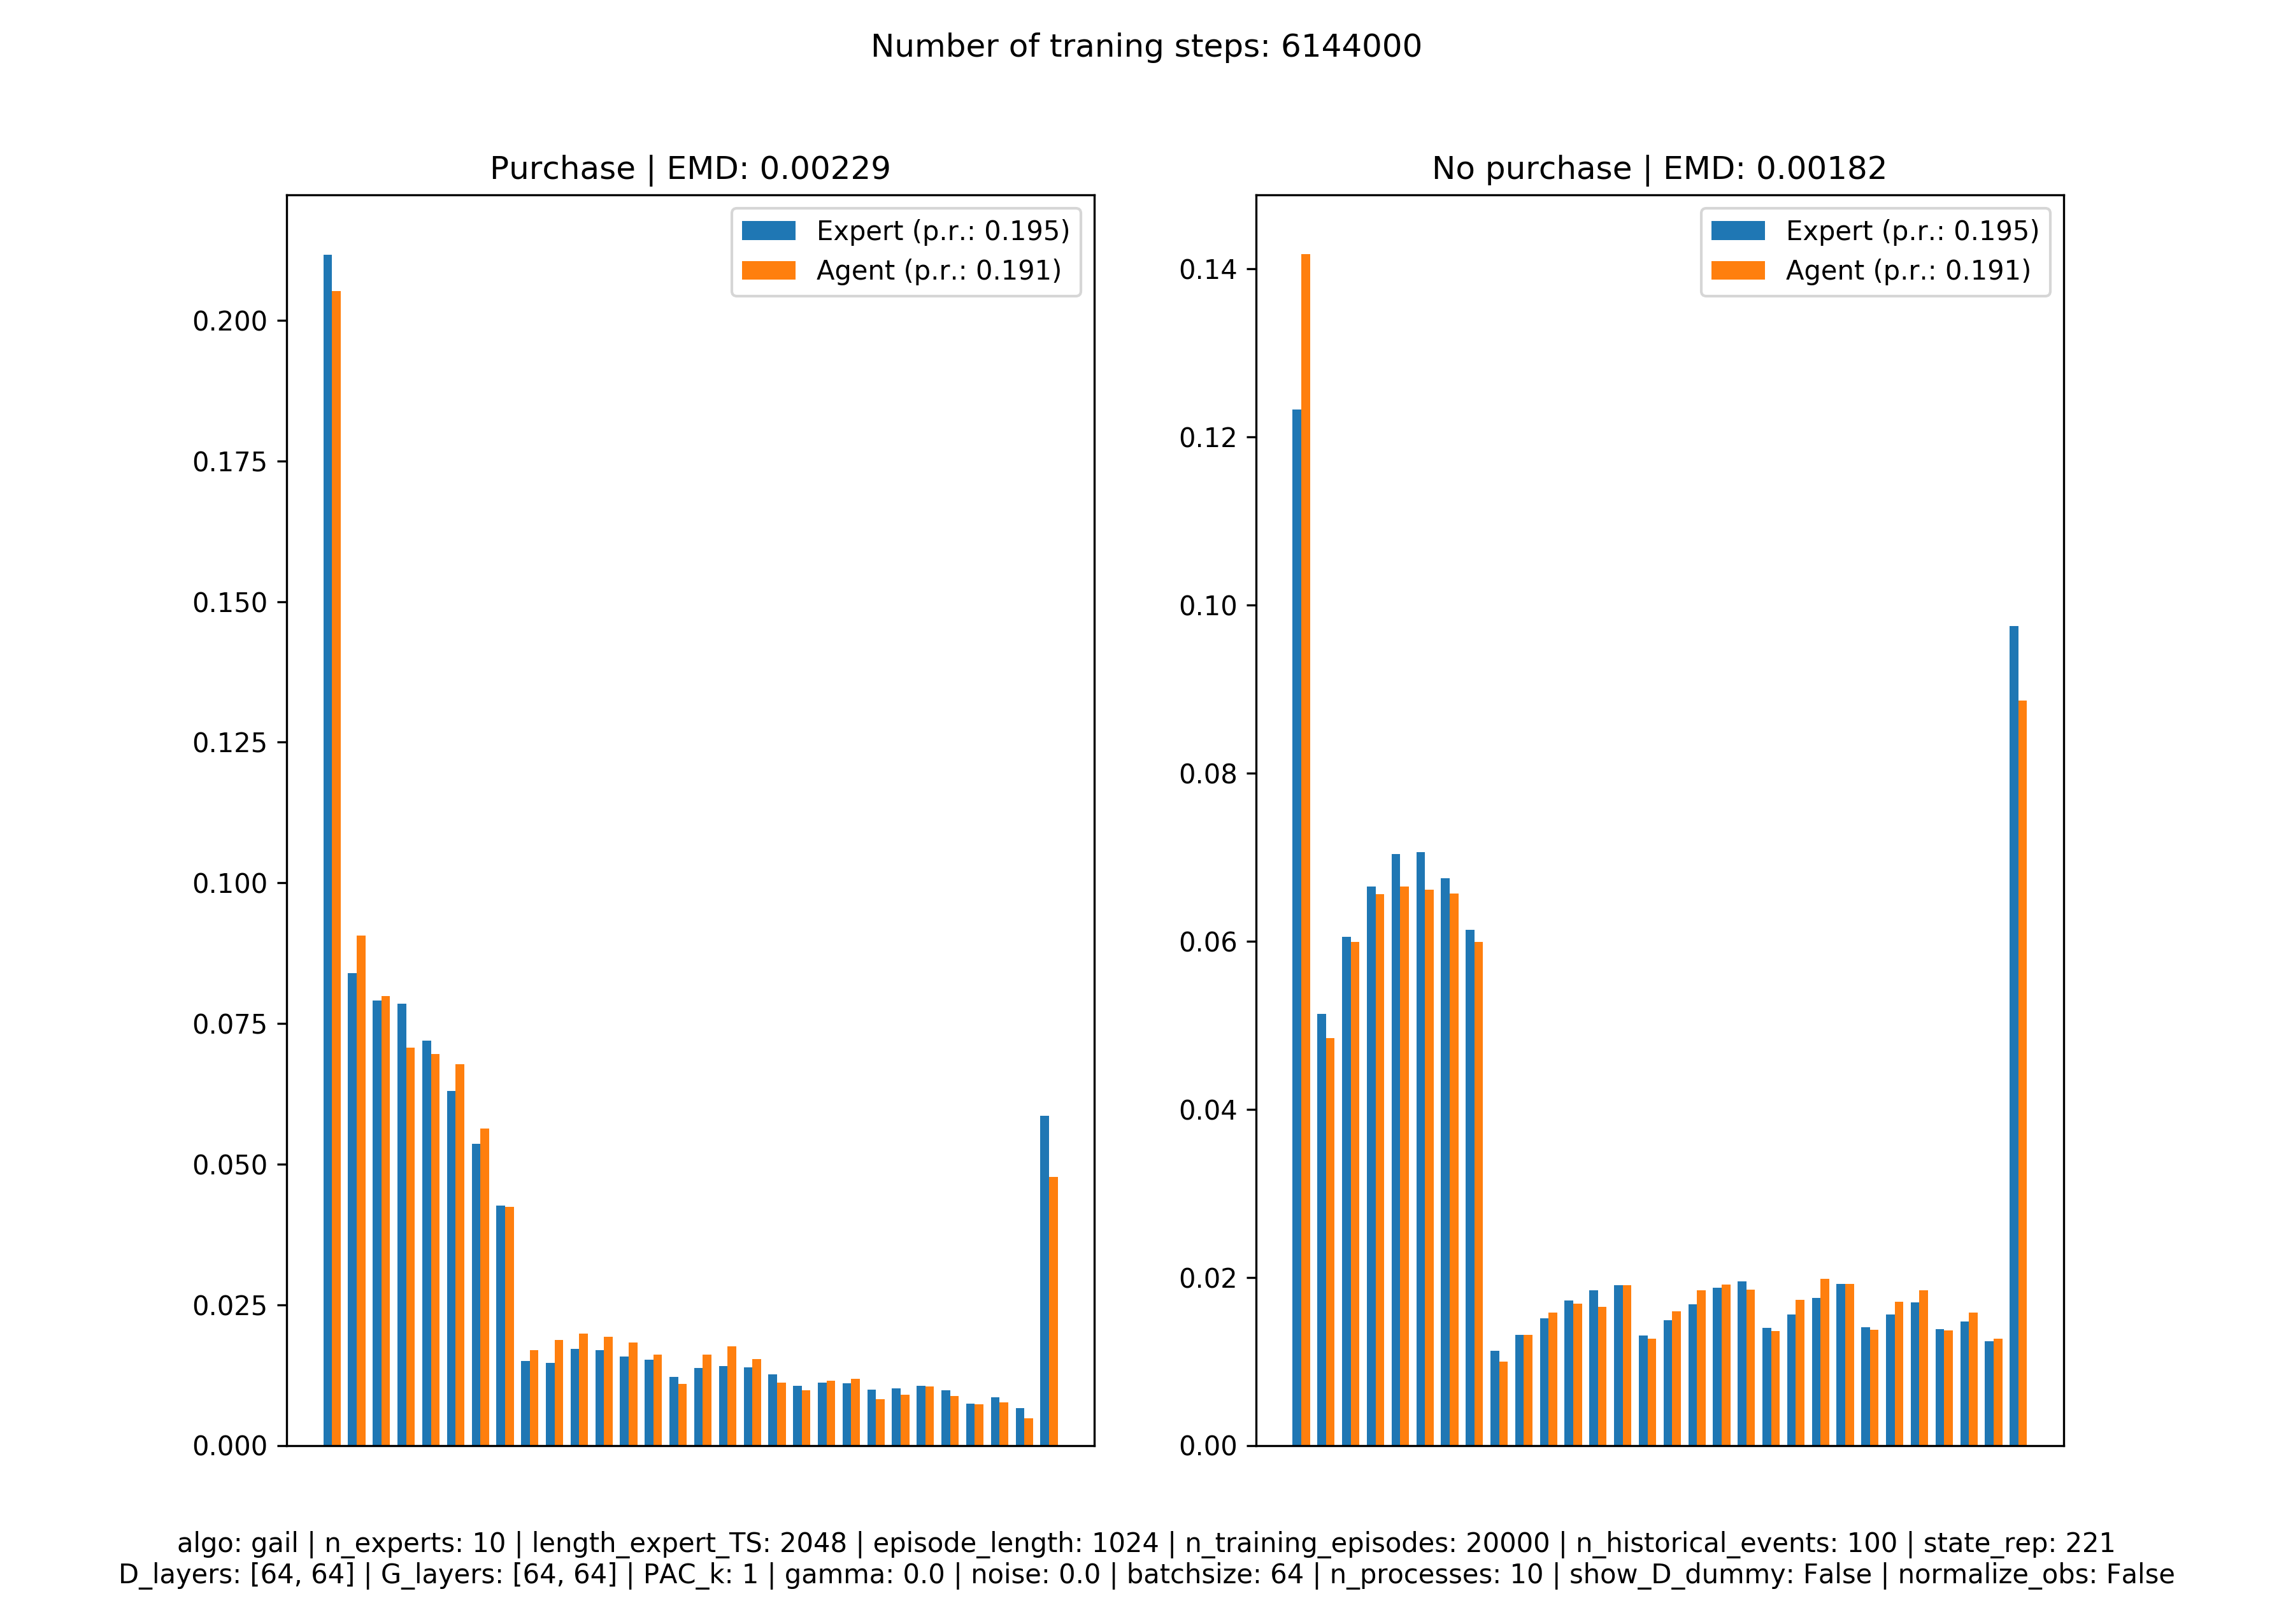 Number of traning steps: 6144000
Purchase | EMD: 0.00229
Expert (p.r.: 0.195)
Agent (p.r.: 0.191)
0.200
0.175
0.150
0.125
0.100
0.075
0.050
0.025
0.000
No purchase | EMD: 0.00182
Expert (p.r.: 0.195)
Agent (p.r.: 0.191)
0.14
0.12
0.10
0.08
0.06
0.04
0.02
0.00
algo: gail | n_experts: 10 | length_expert_TS: 2048 | episode_length: 1024 | n_training_episodes: 20000 | n_historical_events: 100 | state_rep: 221
D_layers: [64, 64] | G_layers: [64, 64] | PAC_k: 1 | gamma: 0.0 | noise: 0.0 | batchsize: 64 | n_processes: 10 | show_D_dummy: False | normalize_obs: False